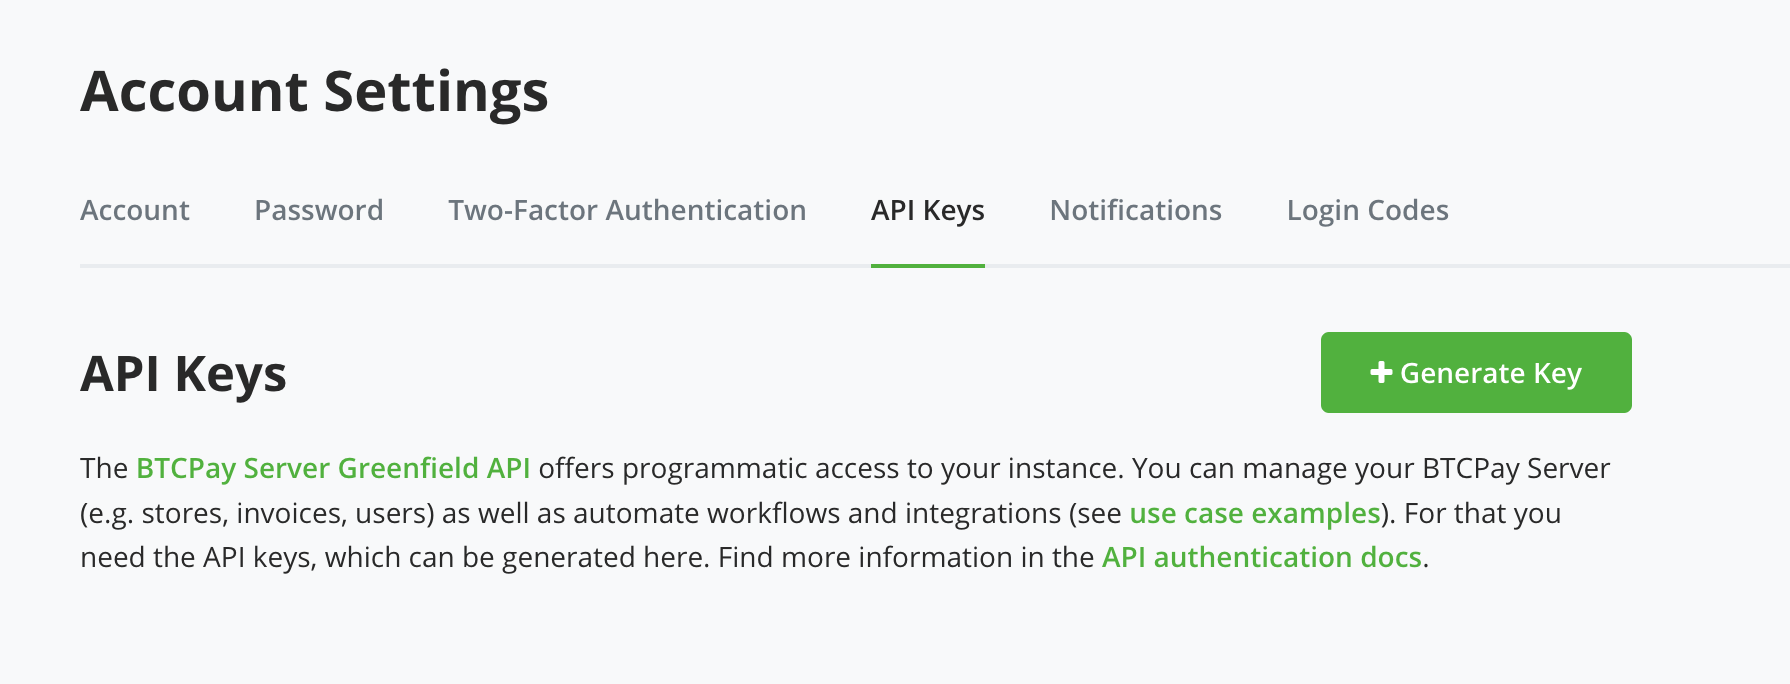 Account Settings
Account Password Two-Factor Authentication API Keys Notifications Login Codes
API Keys
+ Generate Key
The BTCPay Server Greenfield API offers programmatic access to your instance. You can manage your BTCPay Server
(e.g. stores, invoices, users) as well as automate workflows and integrations (see use case examples). For that you
need the API keys, which can be generated here. Find more information in the API authentication docs.